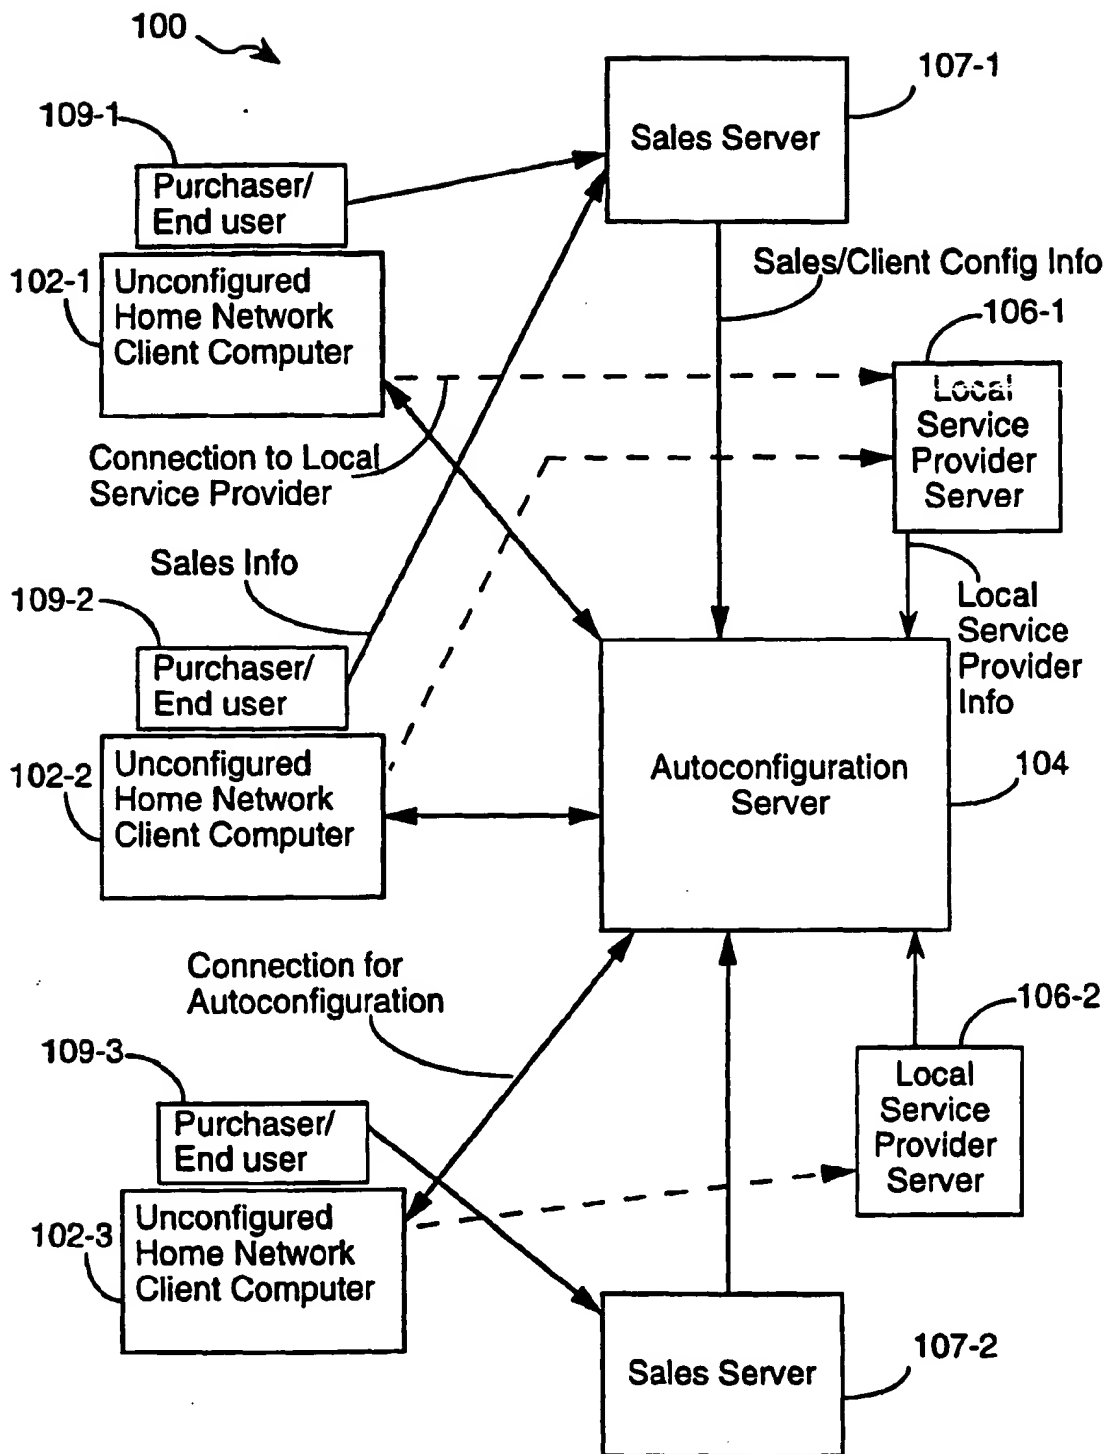 100
107-1
109-1
Sales Server
Purchaser/
End user
Sales/Client Config Info
102-1
Unconfigured
Home Network
Client Computer
106-1
Local
Service
Provider
Server
Connection to Local
Service Provider
Sales Info
109-2
Local
Service
Provider
Info
Purchaser/
End user
102-2
Unconfigured
Home Network
Client Computer
Autoconfiguration
Server
104
Connection for
Autoconfiguration
106-2
109-3
Local
Service
Provider
Server
Purchaser/
End user
102-3
Unconfigured
Home Network
Client Computer
107-2
Sales Server